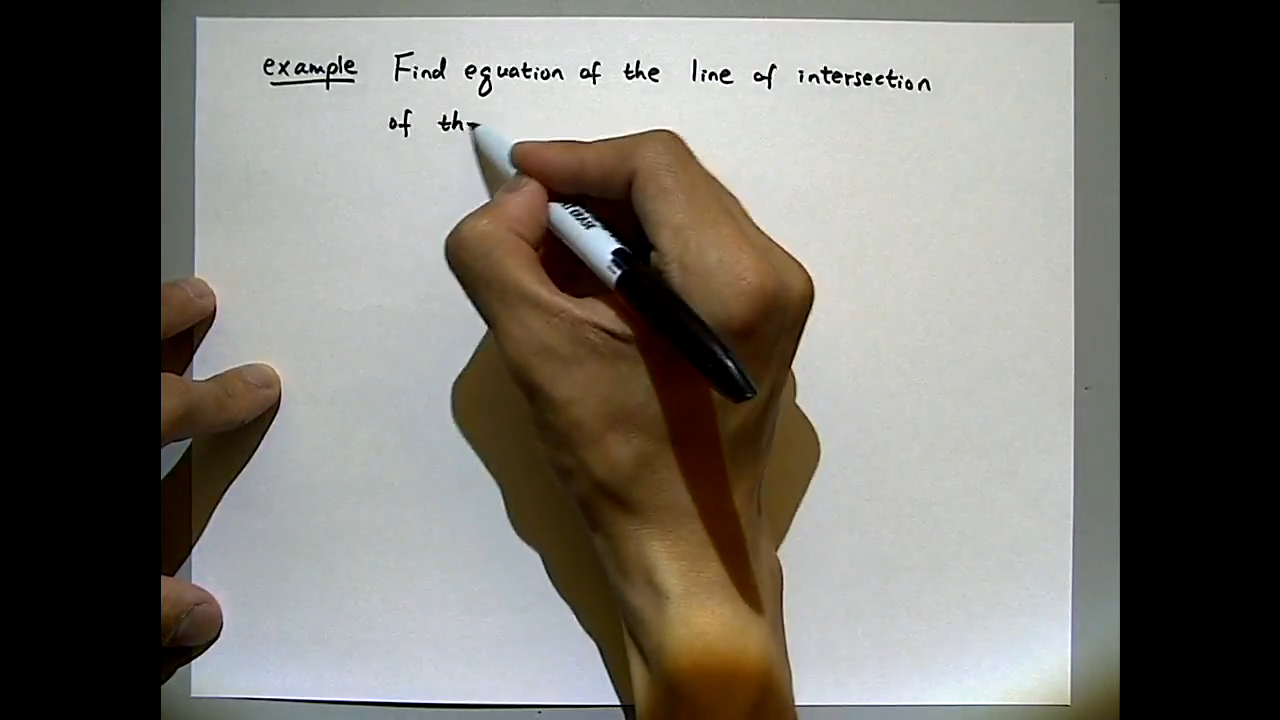 example Find equation of the line of intersection
of th